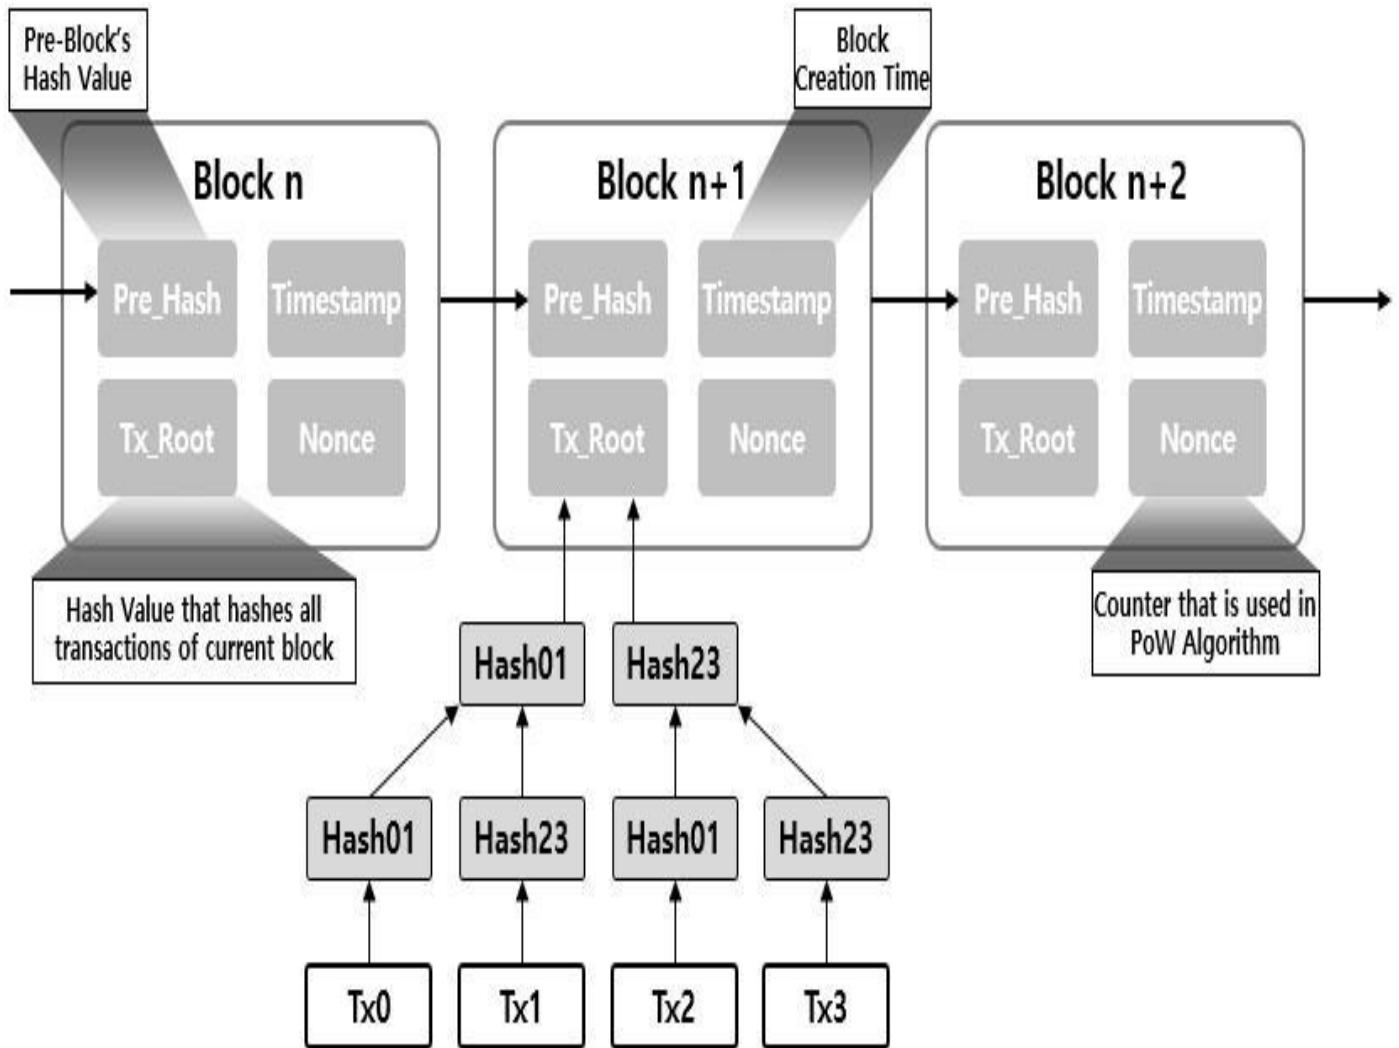 Pre-Block's
Hash Value
Block
Creation Time
Block n
Block n+1
Block n+2
Pre_Hash
Timestamp
Pre_Hash
Timestamp
Pre_Hash
Timestamp
Tx_Root
Nonce
Tx_Root
Nonce
Tx_Root
Nonce
Hash Value that hashes all
transactions of current block
Counter that is used in
PoW Algorithm
Hash01
Hash23
Hash01
Hash23
Hash01
Hash23
Tx0
Tx1
Tx2
Tx3